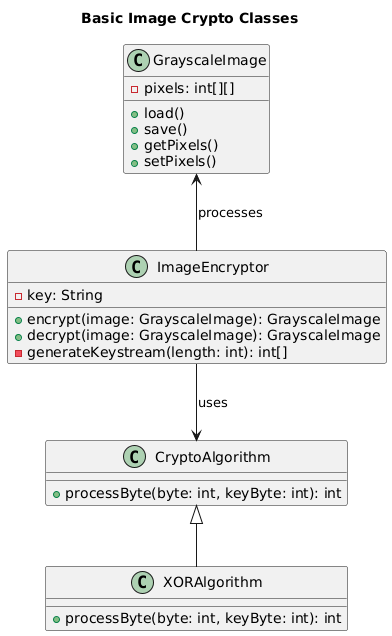 Basic Image Crypto Classes
C GrayscaleImage
pixels: int[][]
load()
save()
getPixels()
setPixels()
processes
C ImageEncryptor
key: String
encrypt(image: GrayscaleImage): GrayscaleImage
decrypt(image: GrayscaleImage): GrayscaleImage
generateKeystream(length: int): int[]
uses
C CryptoAlgorithm
processByte(byte: int, keyByte: int): int
C XORAlgorithm
processByte(byte: int, keyByte: int): int